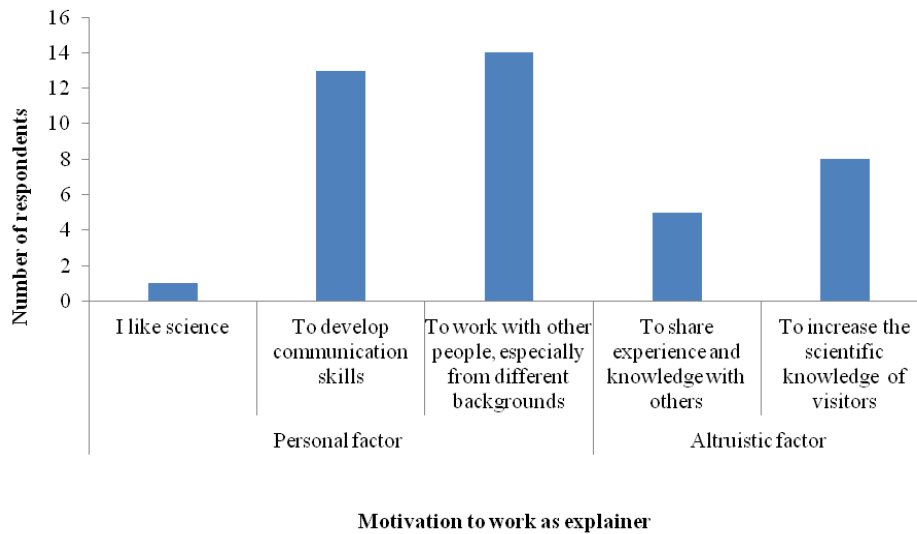 16
14
12
10
8
6
4
2
0
Number of respondents
I like science
To develop
communication
skills
To work with other
people, especially
from different
backgrounds
To share
experience and
knowledge with
others
To increase the
scientific
knowledge of
visitors
Personal factor
Altruistic factor
Motivation to work as explainer